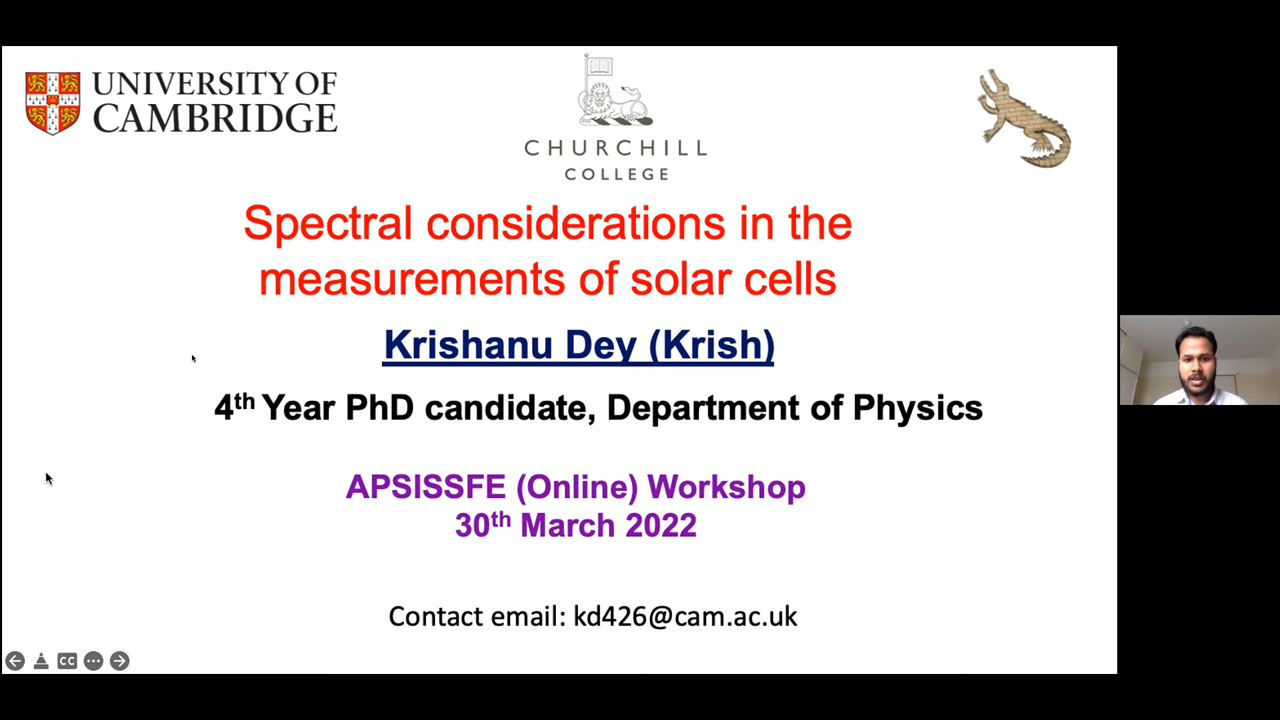 UNIVERSITY OF
CAMBRIDGE
CHURCHILL
COLLEGE
Spectral considerations in the
measurements of solar cells
Krishanu Dey (Krish)
4th Year PhD candidate, Department of Physics
APSISSFE (Online) Workshop
30th March 2022
Contact email: kd426@cam.ac.uk
CC